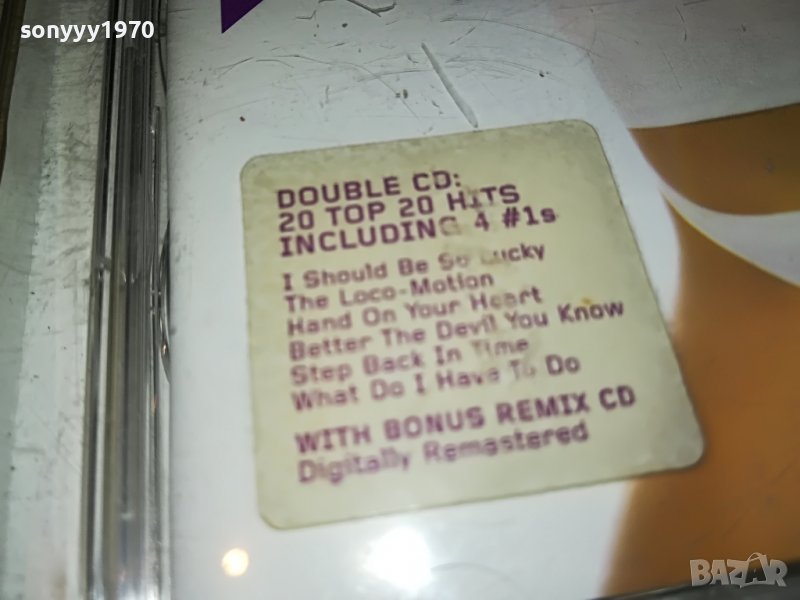 sonyyy1970
DOUBLE CD:
20 TOP 20 HITS
INCLUDING 4 #1s
I Should Be So Lucky
The Loco-Motion
Hand On Your Heart
Better The Devil You Know
Step Back In Time
What Do I Have To Do
WITH BONUS REMIX CD
Digitally Remastered
BAZAR